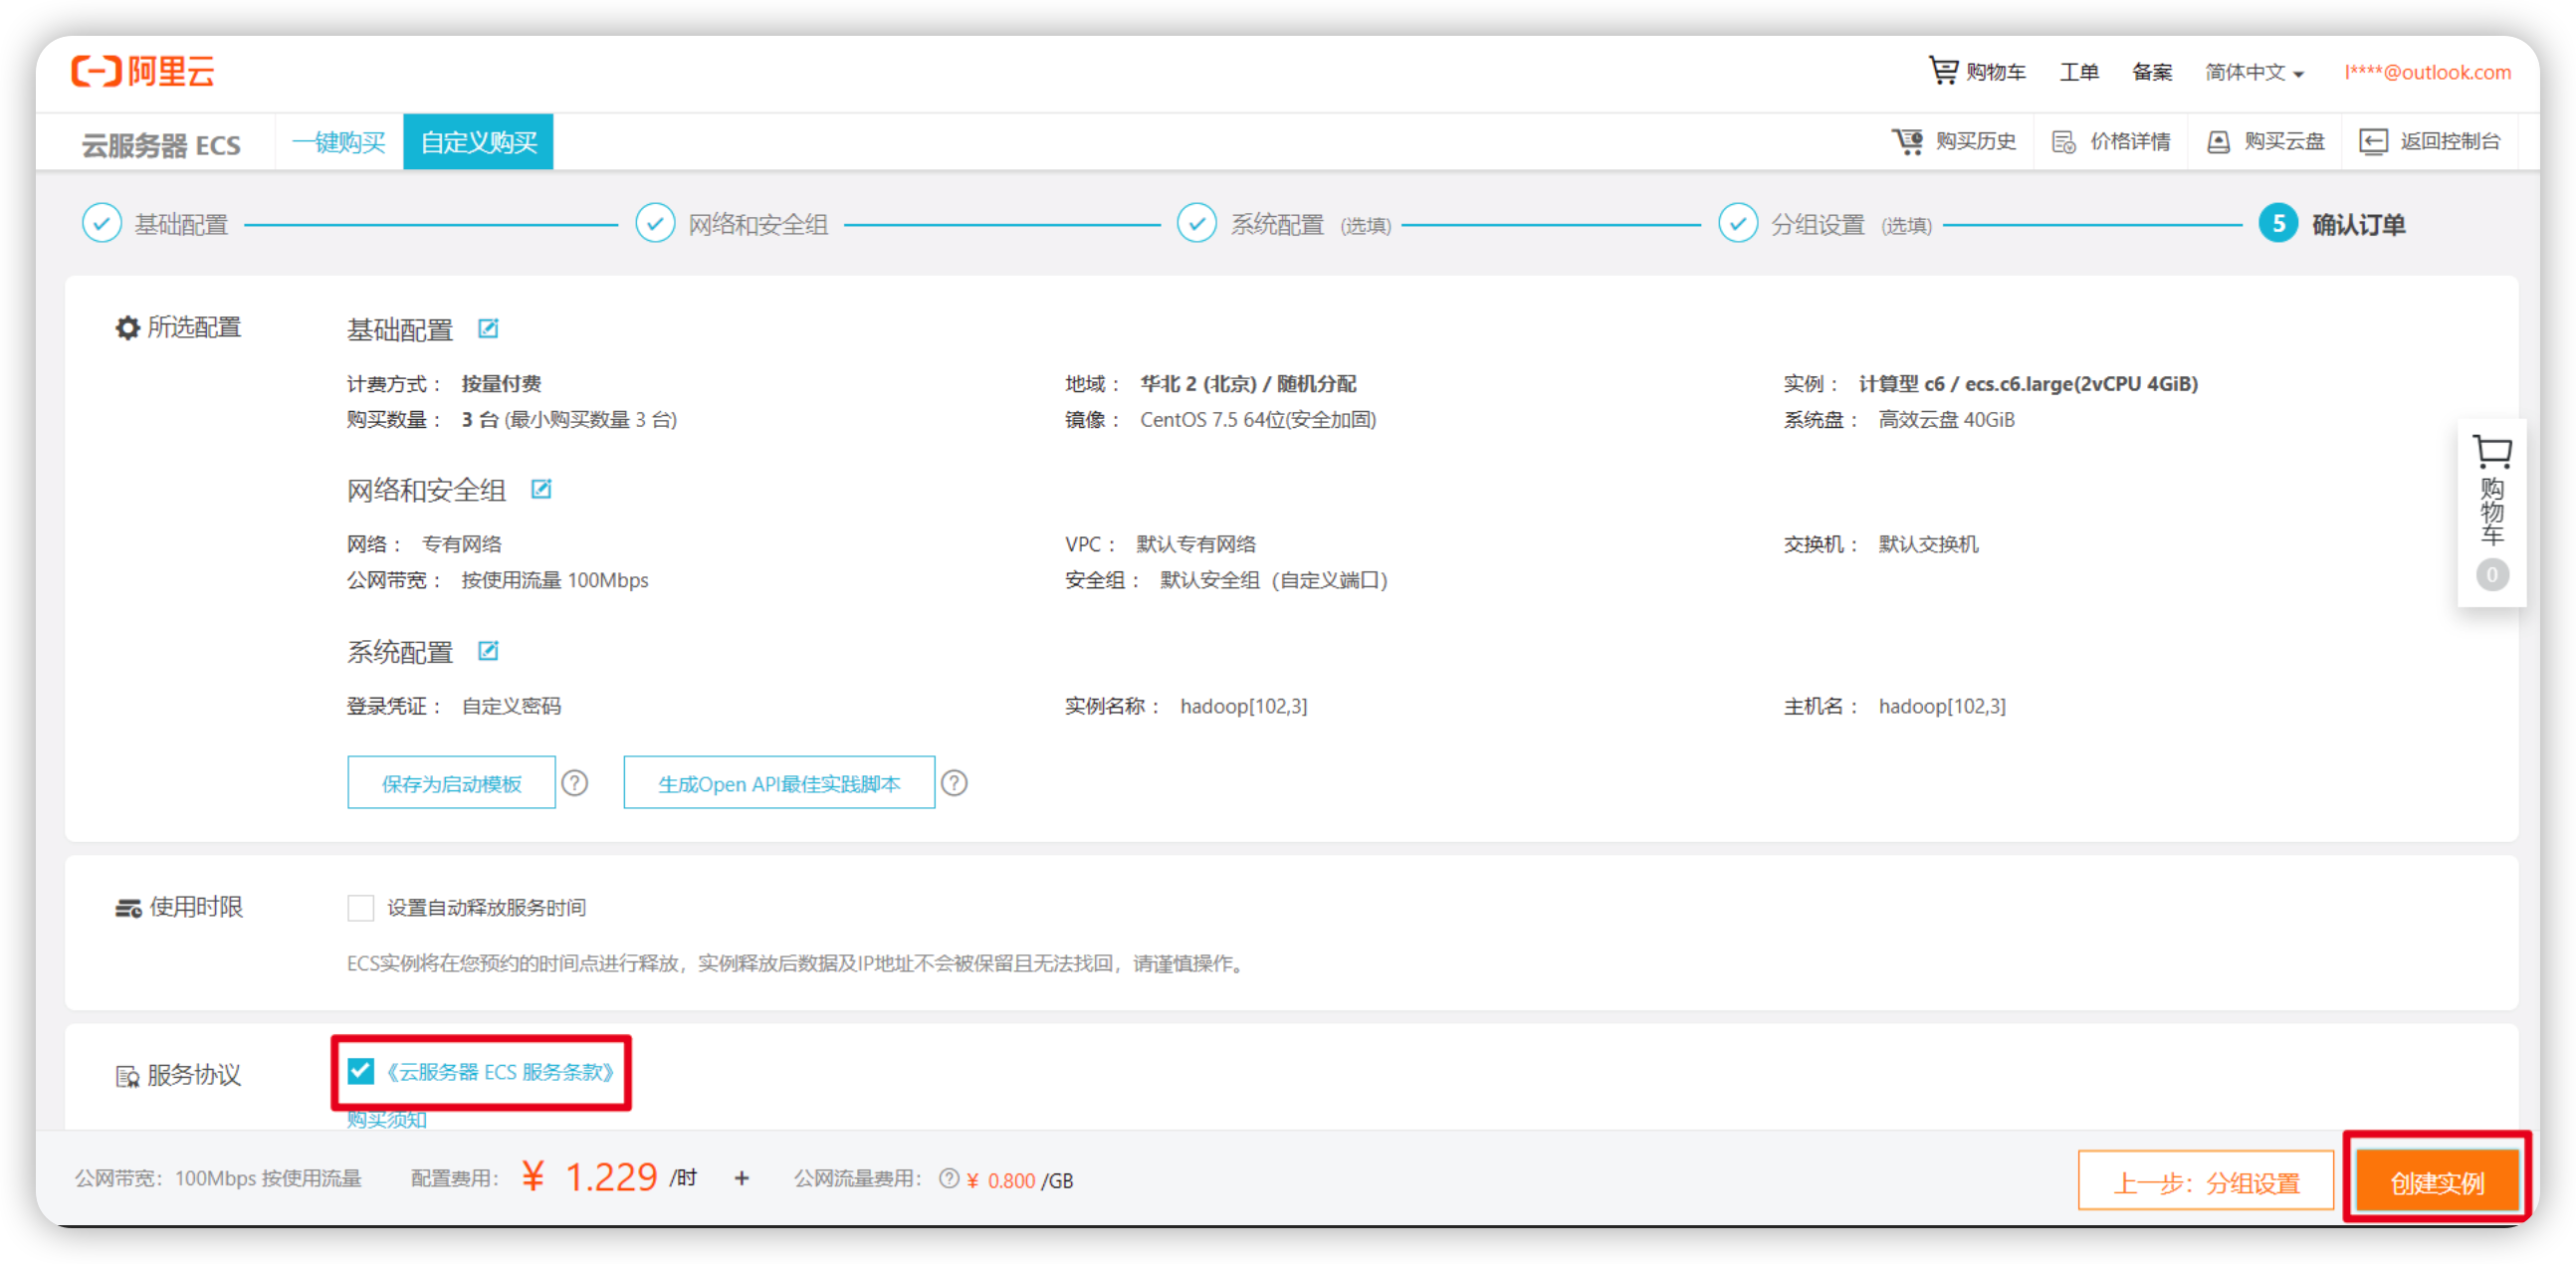 阿里云
购物车 工单 备案 简体中文 l****@outlook.com
云服务器 ECS 一键购买 自定义购买 购买历史 价格详情 购买云盘 返回控制台
基础配置 网络和安全组 系统配置 (选填) 分组设置 (选填) 5 确认订单
所选配置 基础配置
计费方式： 按量付费 地域： 华北 2 (北京) / 随机分配 实例： 计算型 c6 / ecs.c6.large(2vCPU 4GiB)
购买数量： 3 台 (最小购买数量 3 台) 镜像： CentOS 7.5 64位(安全加固) 系统盘： 高效云盘 40GiB
网络和安全组
网络： 专有网络 VPC： 默认专有网络 交换机： 默认交换机
公网带宽： 按使用流量 100Mbps 安全组： 默认安全组（自定义端口）
购物车
0
系统配置
登录凭证： 自定义密码 实例名称： hadoop[102,3] 主机名： hadoop[102,3]
保存为启动模板 ? 生成Open API最佳实践脚本 ?
使用时限 设置自动释放服务时间
ECS实例将在您预约的时间点进行释放，实例释放后数据及IP地址不会被保留且无法找回，请谨慎操作。
服务协议 《云服务器 ECS 服务条款》
购买须知
公网带宽：100Mbps 按使用流量 配置费用：¥ 1.229 /时 + 公网流量费用：? ¥ 0.800 /GB 上一步：分组设置 创建实例